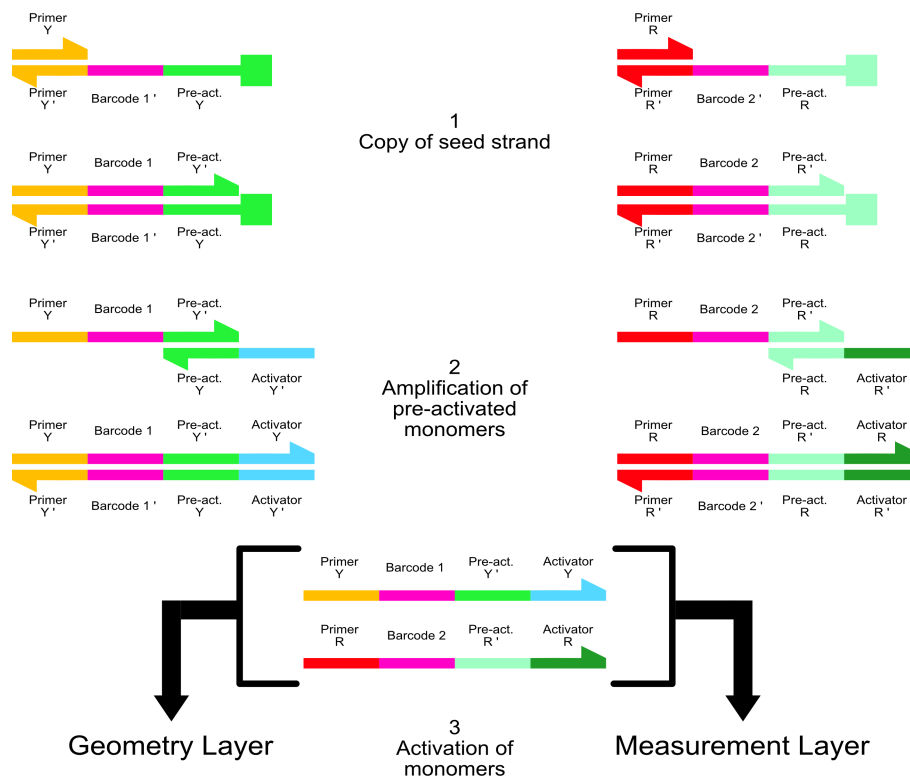 Primer
Y
Primer
R
Primer
Y '
Barcode 1 '
Pre-act.
Y
Primer
R '
Barcode 2 '
Pre-act.
R
1
Copy of seed strand
Primer
Y
Barcode 1
Pre-act.
Y '
Primer
R
Barcode 2
Pre-act.
R '
Primer
Y '
Barcode 1 '
Pre-act.
Y
Primer
R '
Barcode 2 '
Pre-act.
R
Primer
Y
Barcode 1
Pre-act.
Y '
Primer
R
Barcode 2
Pre-act.
R '
Pre-act.
Y
Activator
Y '
Pre-act.
R
Activator
R '
2
Amplification of
pre-activated
monomers
Primer
Y
Barcode 1
Pre-act.
Y '
Activator
Y
Primer
R
Barcode 2
Pre-act.
R '
Activator
R
Primer
Y '
Barcode 1 '
Pre-act.
Y
Activator
Y '
Primer
R '
Barcode 2 '
Pre-act.
R
Activator
R '
Primer
Y
Barcode 1
Pre-act.
Y '
Activator
Y
Primer
R
Barcode 2
Pre-act.
R '
Activator
R
Geometry Layer
3
Activation of
monomers
Measurement Layer